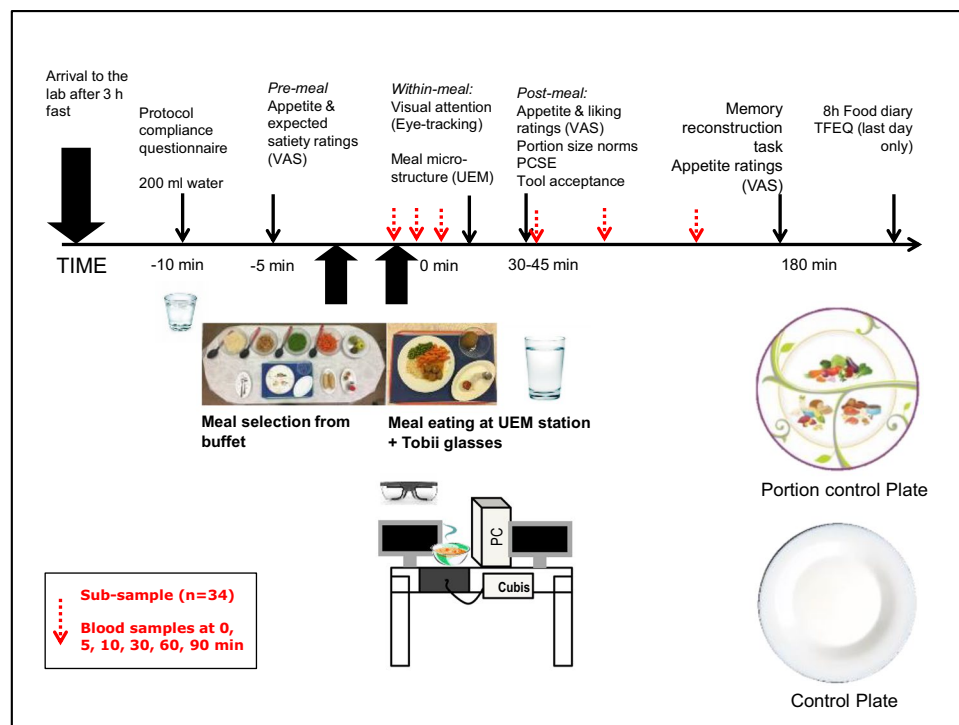 Arrival to the
lab after 3 h
fast
Protocol
compliance
questionnaire
200 ml water
Pre-meal
Appetite &
expected
satiety ratings
(VAS)
Within-meal:
Visual attention
(Eye-tracking)
Meal micro-
structure (UEM)
Post-meal:
Appetite & liking
ratings (VAS)
Portion size norms
PCSE
Tool acceptance
Memory
reconstruction
task
Appetite ratings
(VAS)
8h Food diary
TFEQ (last day
only)
TIME
-10 min
-5 min
0 min
30-45 min
180 min
Meal selection from
buffet
Meal eating at UEM station
+ Tobii glasses
PC
Cubis
Portion control Plate
Control Plate
Sub-sample (n=34)
Blood samples at 0,
5, 10, 30, 60, 90 min